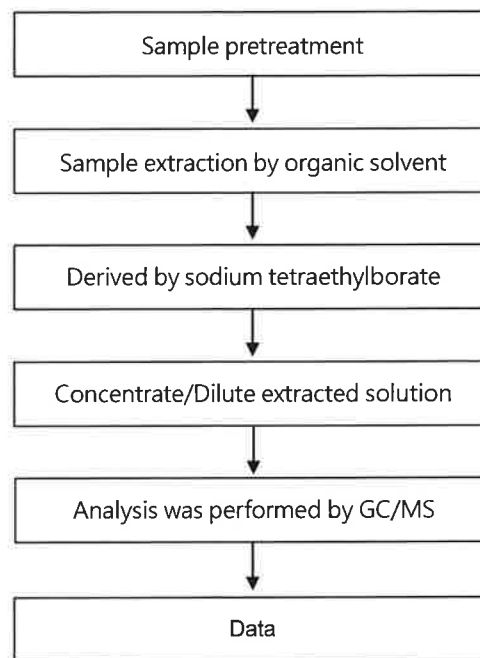 Sample pretreatment
Sample extraction by organic solvent
Derived by sodium tetraethylborate
Concentrate/Dilute extracted solution
Analysis was performed by GC/MS
Data